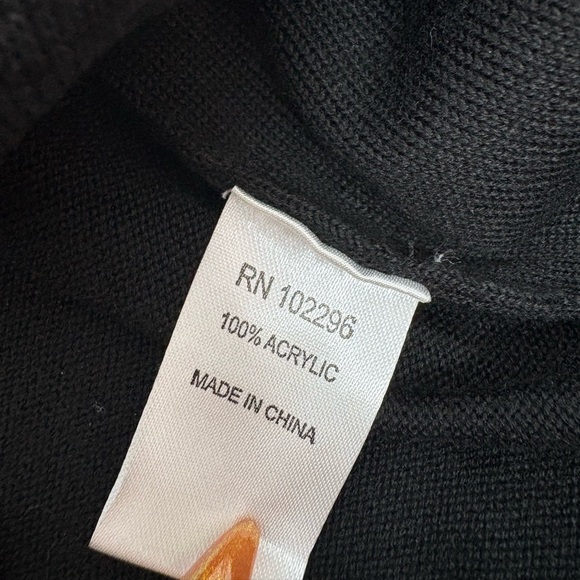 RN 102296
100% ACRYLIC
MADE IN CHINA